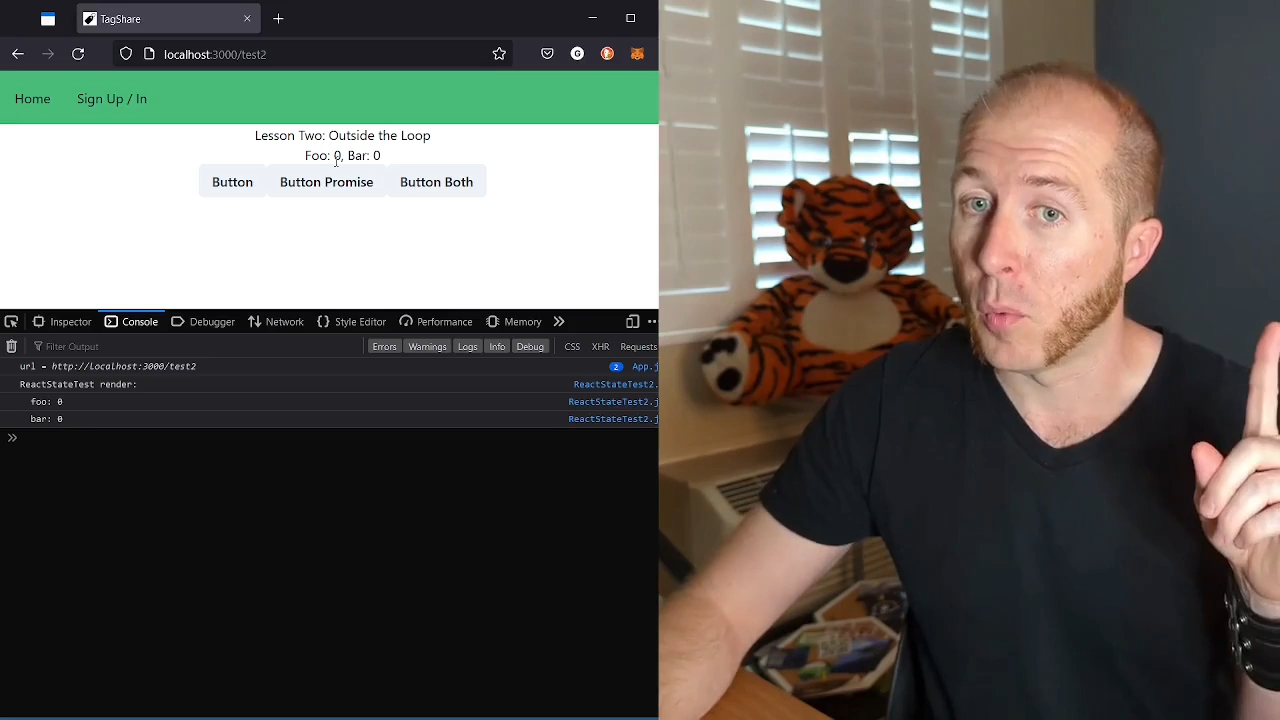 TagShare
localhost:3000/test2
Home Sign Up / In
Lesson Two: Outside the Loop
Foo: 0, Bar: 0
Button Button Promise Button Both
Inspector Console Debugger Network Style Editor Performance Memory
Filter Output Errors Warnings Logs Info Debug CSS XHR Requests
url – http://localhost:3000/test2 2 App.j
ReactStateTest render: ReactStateTest2.
foo: 0 ReactStateTest2.j
bar: 0 ReactStateTest2.j